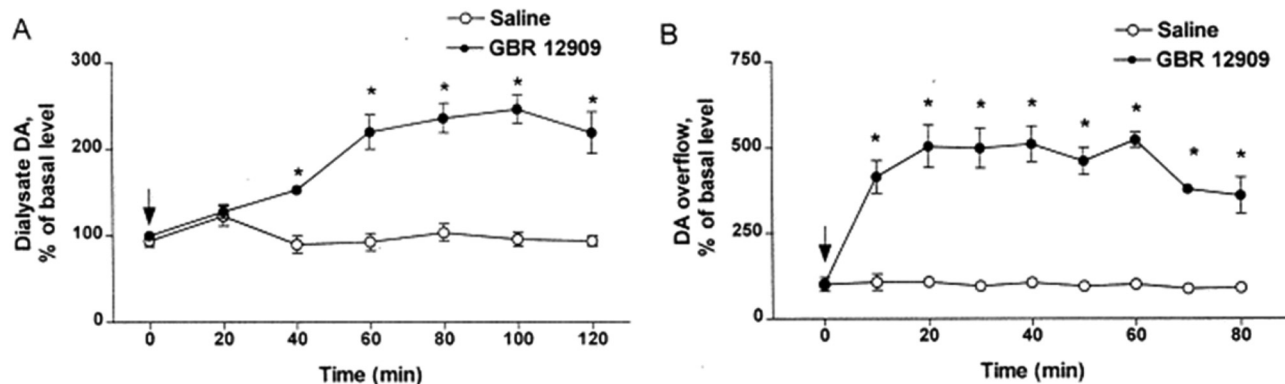 A
Saline
GBR 12909
Dialysate DA,
% of basal level
300
200
100
0
* * * * *
0 20 40 60 80 100 120
Time (min)
B
Saline
GBR 12909
DA overflow,
% of basal level
750
500
250
0
* * * * * * * *
0 20 40 60 80
Time (min)